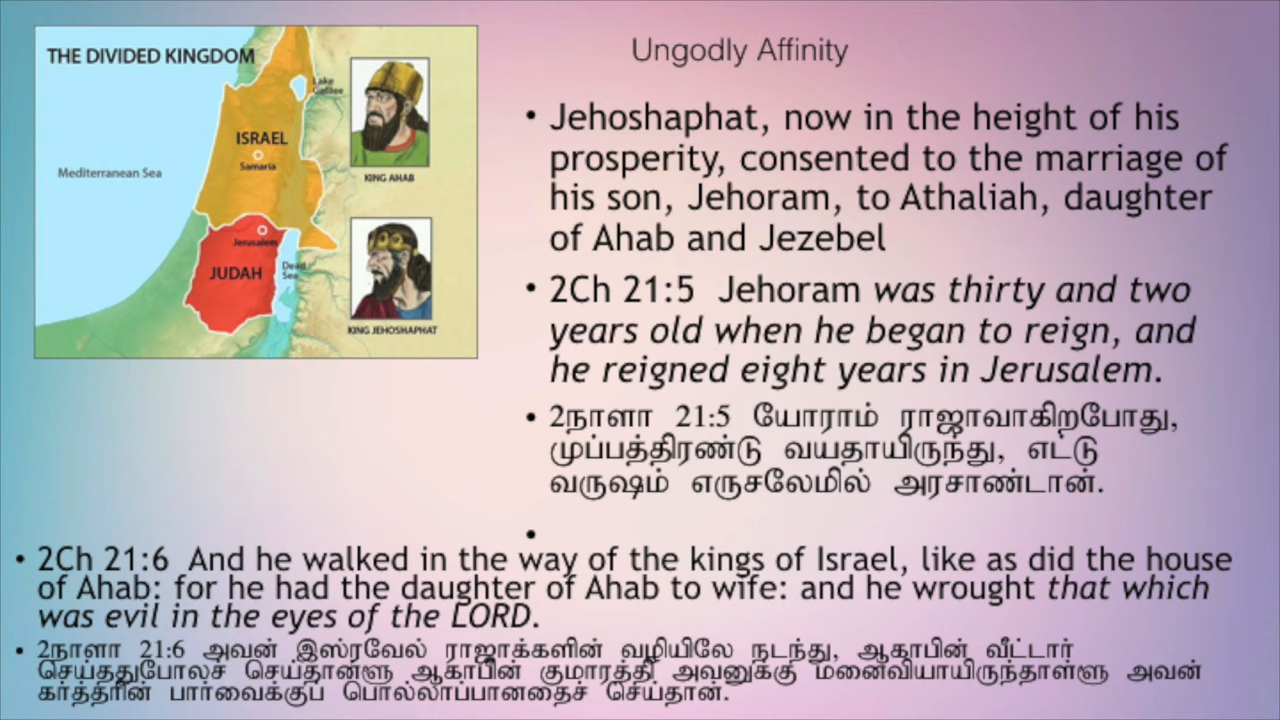 THE DIVIDED KINGDOM
Lake
Galilee
ISRAEL
Samaria
Mediterranean Sea
KING AHAB
Jerusalem
JUDAH
Dead
Sea
KING JEHOSHAPHAT
Ungodly Affinity
• Jehoshaphat, now in the height of his
prosperity, consented to the marriage of
his son, Jehoram, to Athaliah, daughter
of Ahab and Jezebel
• 2Ch 21:5 Jehoram was thirty and two
years old when he began to reign, and
he reigned eight years in Jerusalem.
• 2நாளா 21:5 யோராம் ராஜாவாகிறபோது,
முப்பத்திரண்டு வயதாயிருந்து, எட்டு
வருஷம் எருசலேமில் அரசாண்டான்.
•
• 2Ch 21:6 And he walked in the way of the kings of Israel, like as did the house
of Ahab: for he had the daughter of Ahab to wife: and he wrought that which
was evil in the eyes of the LORD.
• 2நாளா 21:6 அவன் இஸ்ரவேல் ராஜாக்களின் வழியிலே நடந்து, ஆகாபின் வீட்டார்
செய்ததுபோலச் செய்தான்ளு ஆகாபின் குமாரத்தி அவனுக்கு மனைவியாயிருந்தாள்ளு அவன்
கர்த்தரின் பார்வைக்குப் பொல்லாப்பானதைச் செய்தான்.